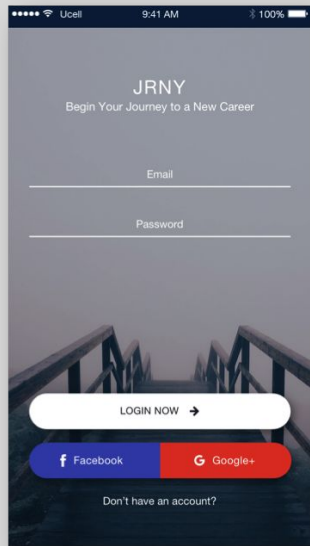 Ucell 9:41 AM 100%
JRNY
Begin Your Journey to a New Career
Email
Password
LOGIN NOW
Facebook
Google+
Don't have an account?